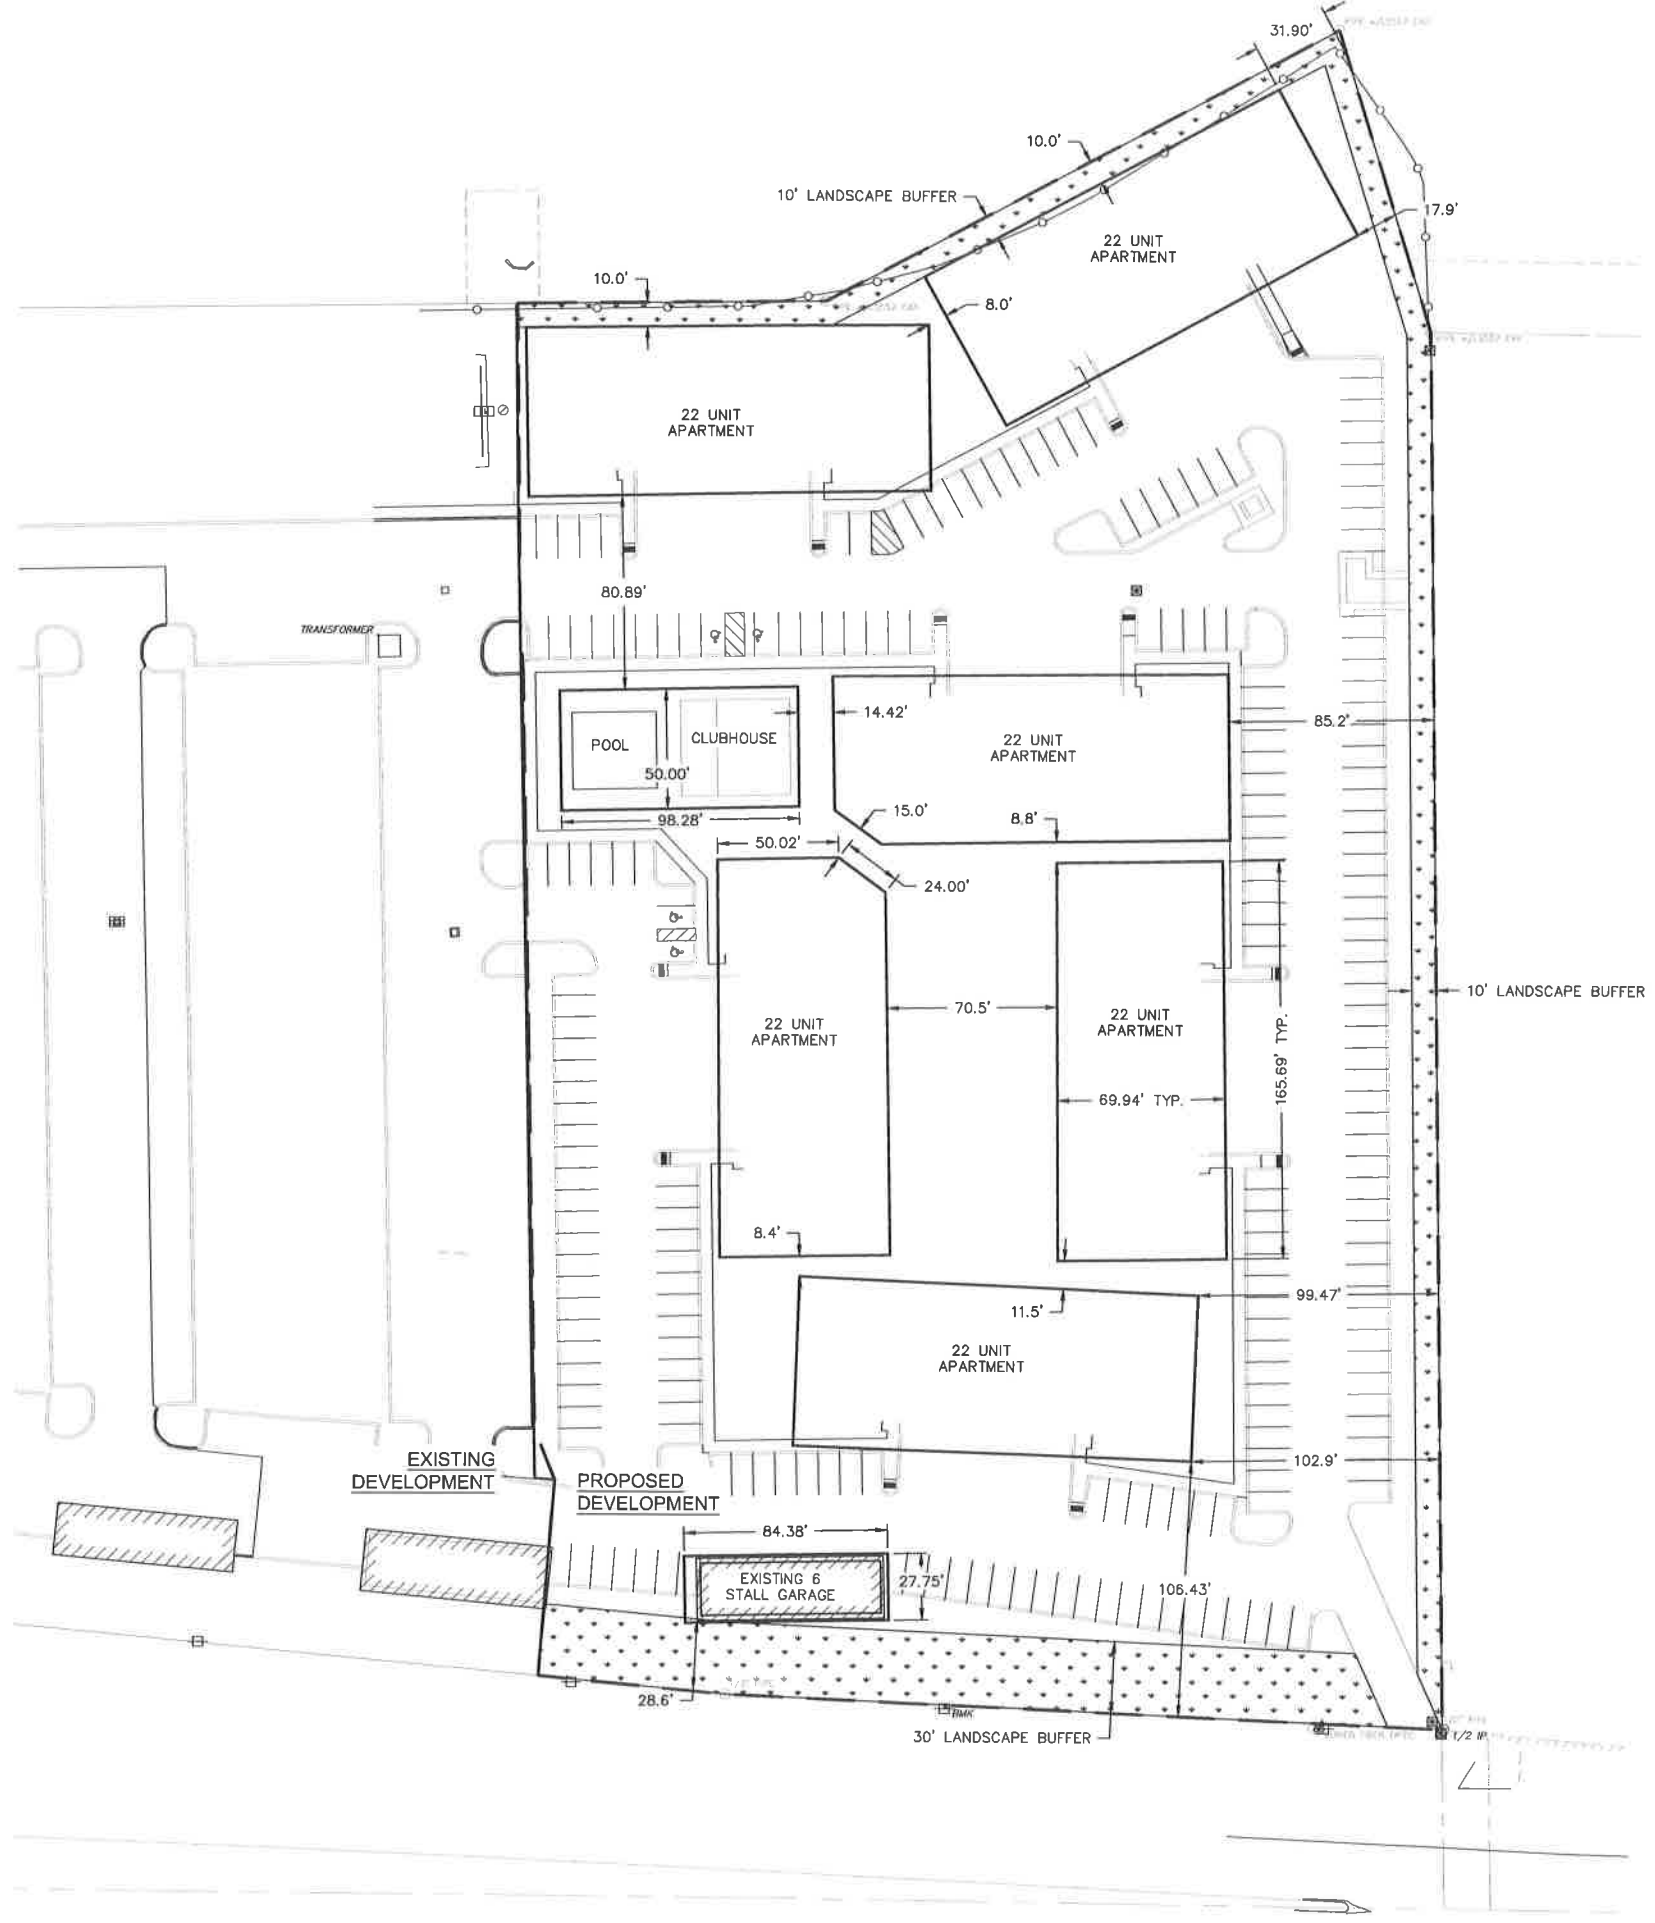 31.90'
10.0'
10' LANDSCAPE BUFFER
17.9'
22 UNIT
APARTMENT
10.0'
8.0'
22 UNIT
APARTMENT
80.89'
TRANSFORMER
14.42'
85.2'
POOL
CLUBHOUSE
22 UNIT
APARTMENT
50.00'
15.0'
8.8'
98.28'
50.02'
24.00'
10' LANDSCAPE BUFFER
70.5'
22 UNIT
APARTMENT
22 UNIT
APARTMENT
165.69' TYP.
69.94' TYP.
8.4'
99.47'
11.5'
22 UNIT
APARTMENT
EXISTING
DEVELOPMENT
PROPOSED
DEVELOPMENT
102.9'
84.38'
EXISTING 6
STALL GARAGE
27.75'
106.43'
28.6'
BMK
30' LANDSCAPE BUFFER
1/2 IP